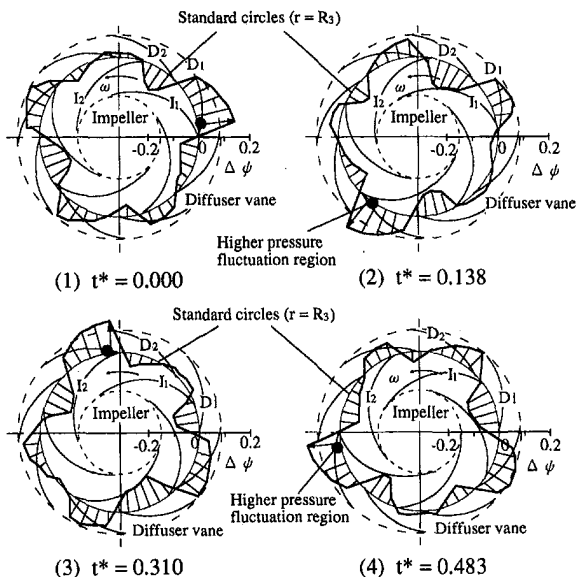 Standard circles (r = R3)
D2
D1
I2
ω
I1
Impeller
-0.2
0
0.2
Δ ψ
Diffuser vane
D2
D1
I2
ω
I1
Impeller
-0.2
0
0.2
Δ ψ
Diffuser vane
Higher pressure
fluctuation region
(1) t* = 0.000
(2) t* = 0.138
Standard circles (r = R3)
D2
I2
ω
I1
D1
Impeller
-0.2
0
0.2
Δ ψ
Diffuser vane
D2
I2
ω
I1
D1
Impeller
-0.2
0
0.2
Δ ψ
Higher pressure
fluctuation region
Diffuser vane
(3) t* = 0.310
(4) t* = 0.483